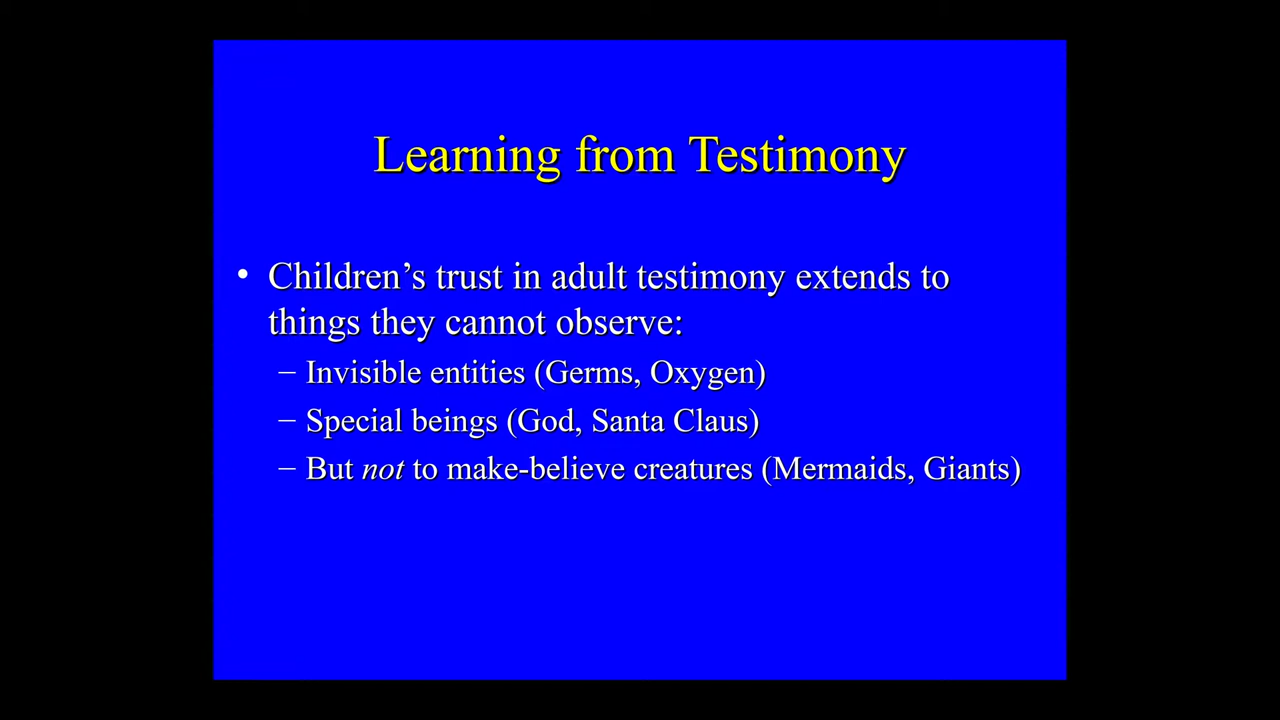 Learning from Testimony
• Children’s trust in adult testimony extends to
things they cannot observe:
– Invisible entities (Germs, Oxygen)
– Special beings (God, Santa Claus)
– But not to make-believe creatures (Mermaids, Giants)